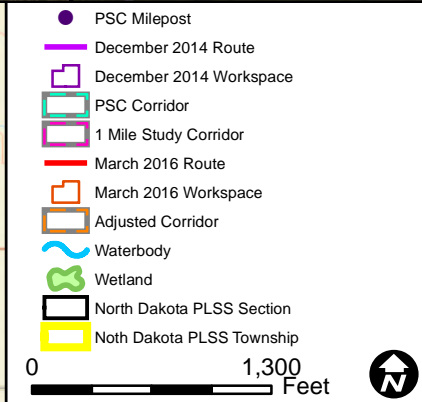 PSC Milepost
December 2014 Route
December 2014 Workspace
PSC Corridor
1 Mile Study Corridor
March 2016 Route
March 2016 Workspace
Adjusted Corridor
Waterbody
Wetland
North Dakota PLSS Section
Noth Dakota PLSS Township
0 1,300
Feet
N